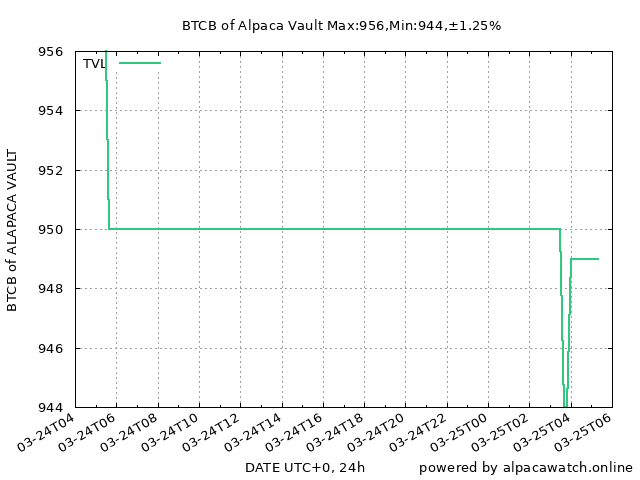 BTCB of Alpaca Vault Max:956,Min:944,±1.25%
956
TVL
954
952
950
948
946
944
BTCB of ALAPACA VAULT
03-24T04
03-24T06
03-24T08
03-24T10
03-24T12
03-24T14
03-24T16
03-24T18
03-24T20
03-24T22
03-25T00
03-25T02
03-25T04
03-25T06
DATE UTC+0, 24h
powered by alpacawatch.online